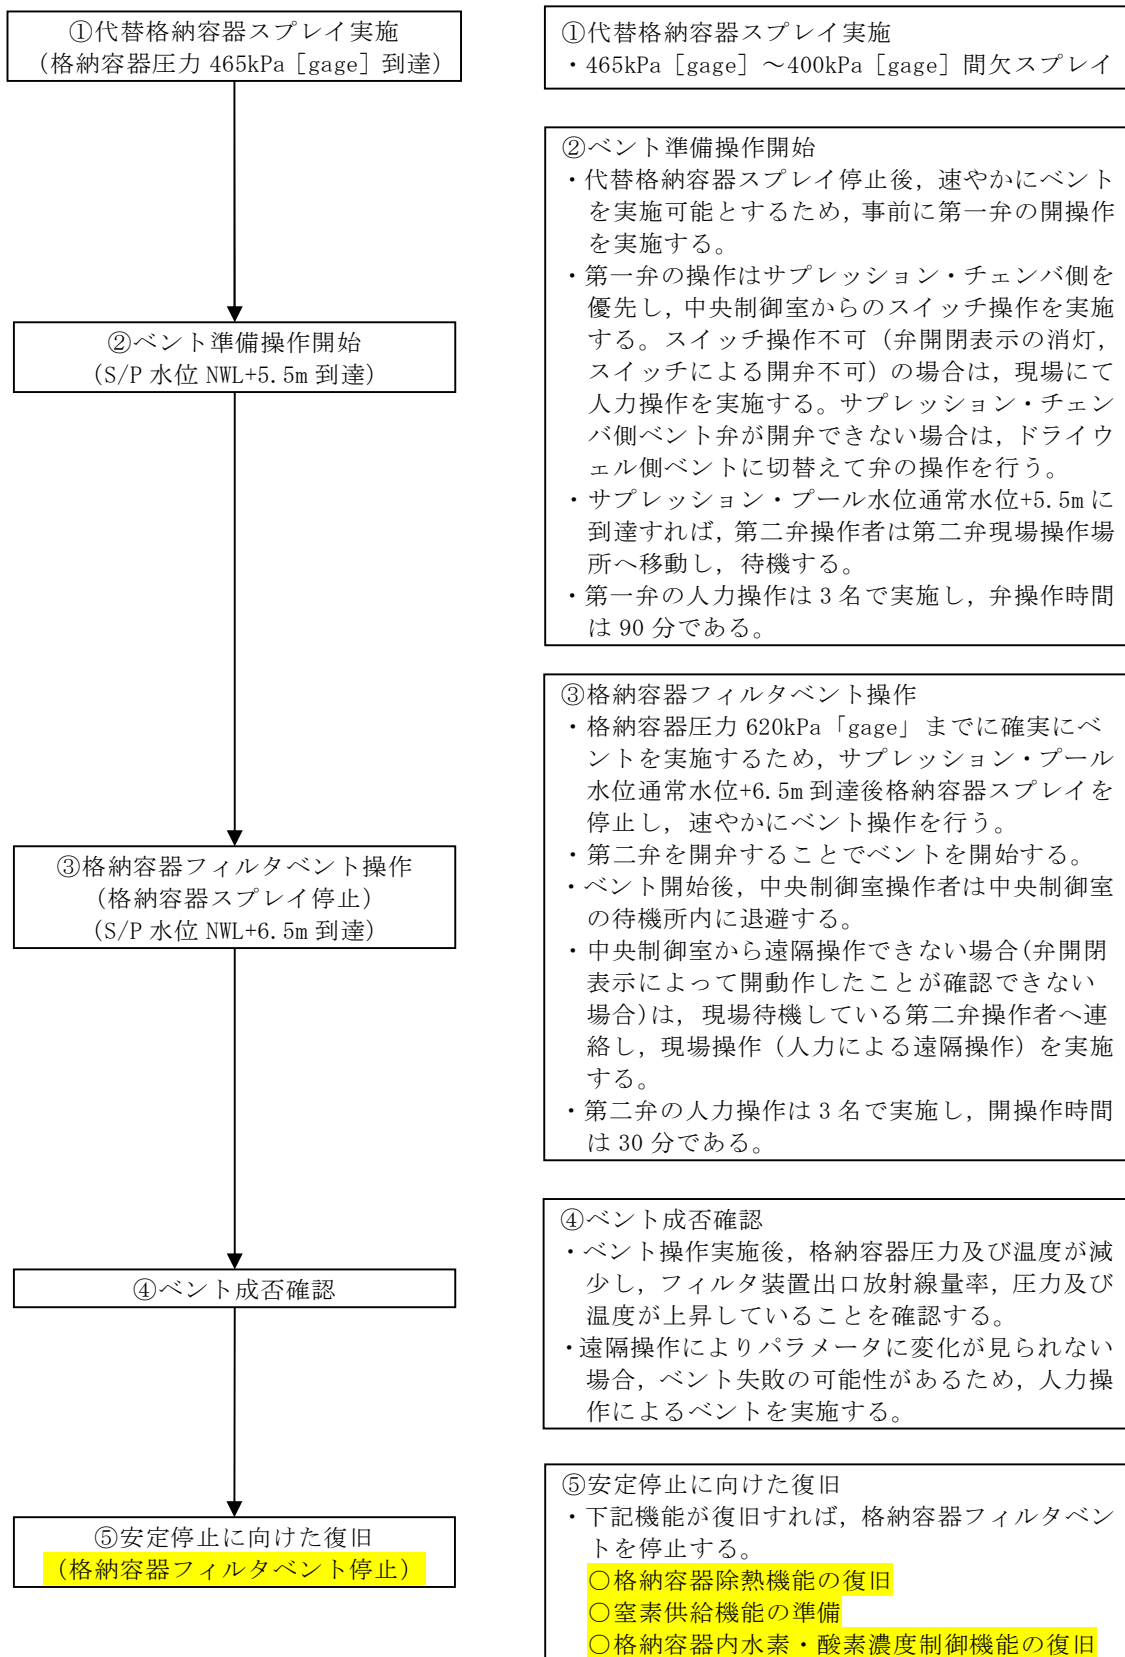 ①代替格納容器スプレイ実施
（格納容器圧力 465kPa［gage］到達）
②ベント準備操作開始
（S/P 水位 NWL+5.5m 到達）
③格納容器フィルタベント操作
（格納容器スプレイ停止）
（S/P 水位 NWL+6.5m 到達）
④ベント成否確認
⑤安定停止に向けた復旧
（格納容器フィルタベント停止）
①代替格納容器スプレイ実施
・465kPa［gage］～400kPa［gage］間欠スプレイ
②ベント準備操作開始
・代替格納容器スプレイ停止後，速やかにベント
を実施可能とするため，事前に第一弁の開操作
を実施する。
・第一弁の操作はサプレッション・チェンバ側を
優先し，中央制御室からのスイッチ操作を実施
する。スイッチ操作不可（弁開閉表示の消灯，
スイッチによる開弁不可）の場合は，現場にて
人力操作を実施する。サプレッション・チェン
バ側ベント弁が開弁できない場合は，ドライウ
ェル側ベントに切替えて弁の操作を行う。
・サプレッション・プール水位通常水位+5.5m に
到達すれば，第二弁操作者は第二弁現場操作場
所へ移動し，待機する。
・第一弁の人力操作は 3 名で実施し，弁操作時間
は 90 分である。
③格納容器フィルタベント操作
・格納容器圧力 620kPa「gage」までに確実にベ
ントを実施するため，サプレッション・プール
水位通常水位+6.5m 到達後格納容器スプレイを
停止し，速やかにベント操作を行う。
・第二弁を開弁することでベントを開始する。
・ベント開始後，中央制御室操作者は中央制御室
の待機所内に退避する。
・中央制御室から遠隔操作できない場合(弁開閉
表示によって開動作したことが確認できない
場合)は，現場待機している第二弁操作者へ連
絡し，現場操作（人力による遠隔操作）を実施
する。
・第二弁の人力操作は 3 名で実施し，開操作時間
は 30 分である。
④ベント成否確認
・ベント操作実施後，格納容器圧力及び温度が減
少し，フィルタ装置出口放射線量率，圧力及び
温度が上昇していることを確認する。
・遠隔操作によりパラメータに変化が見られない
場合，ベント失敗の可能性があるため，人力操
作によるベントを実施する。
⑤安定停止に向けた復旧
・下記機能が復旧すれば，格納容器フィルタベン
トを停止する。
○格納容器除熱機能の復旧
○窒素供給機能の準備
○格納容器内水素・酸素濃度制御機能の復旧